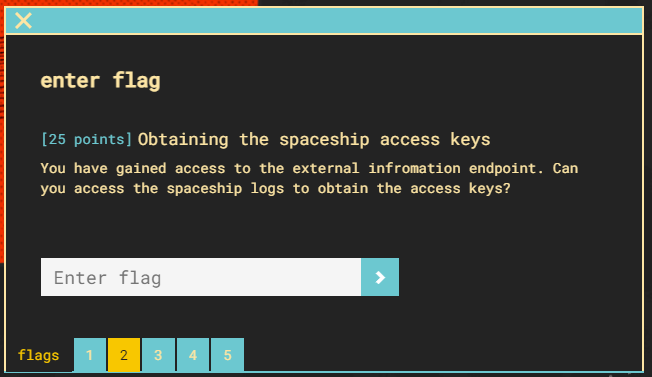 enter flag
[25 points] Obtaining the spaceship access keys
You have gained access to the external infromation endpoint. Can
you access the spaceship logs to obtain the access keys?
Enter flag
flags 1 2 3 4 5